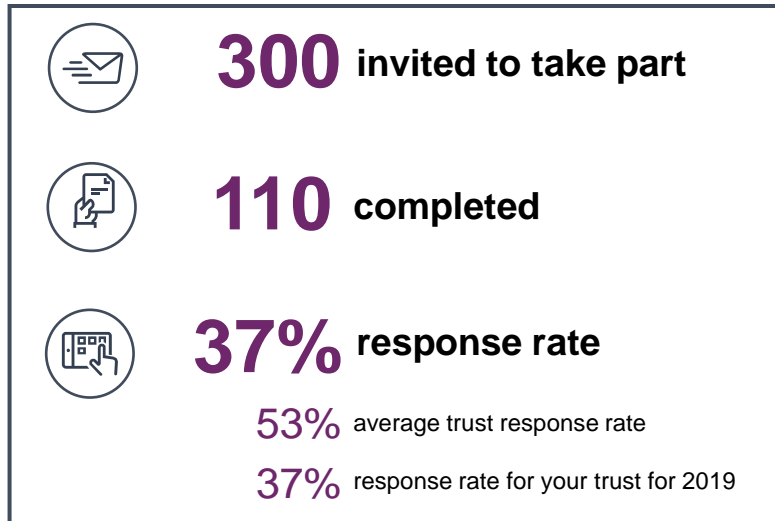 300 invited to take part
110 completed
37% response rate
53% average trust response rate
37% response rate for your trust for 2019